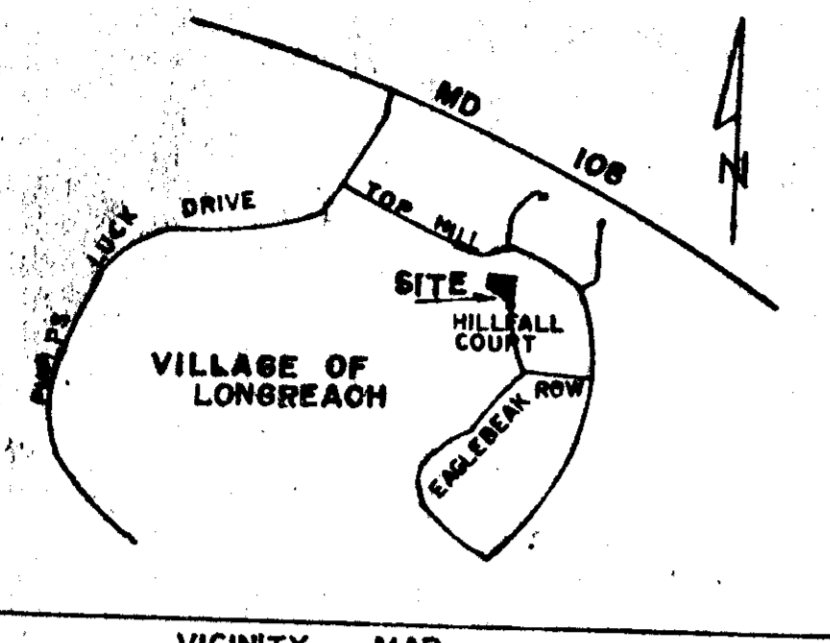 MD 108
N
TOP MILL
LUCK DRIVE
SITE
HILLFALL
COURT
VILLAGE OF
LONGREACH
EAGLEBEAK ROW
VICINITY MAP